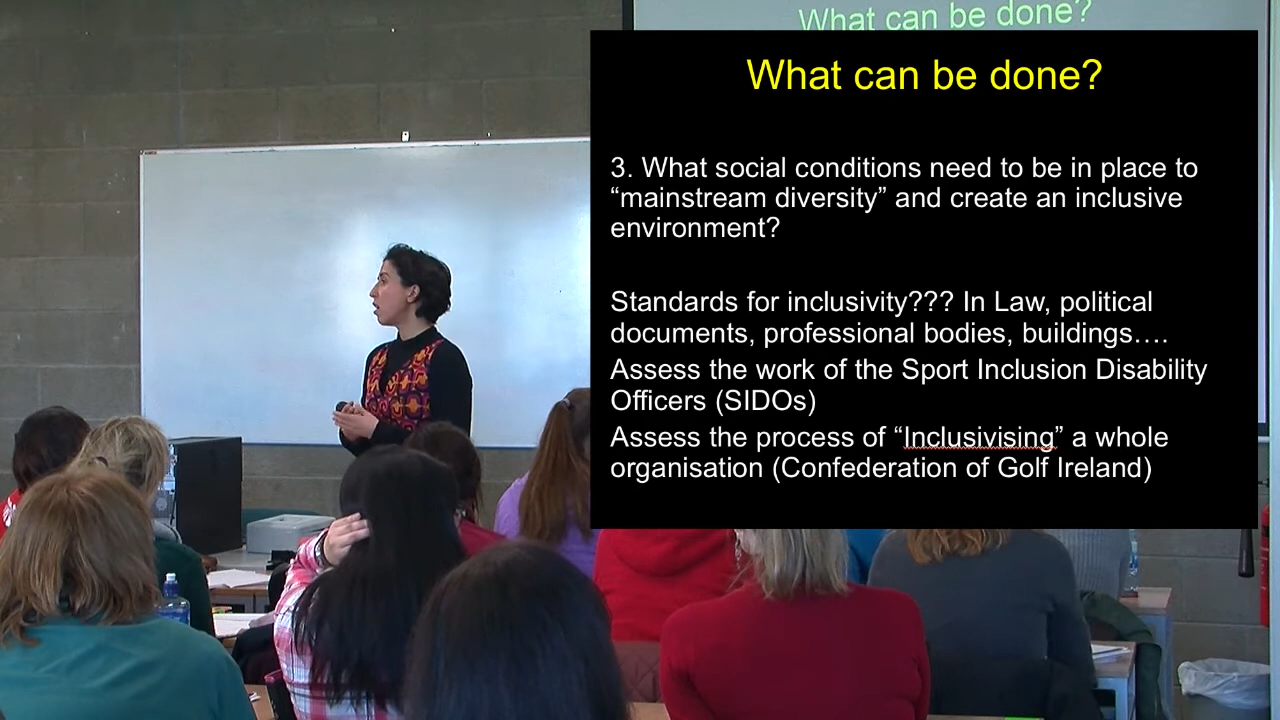 What can be done?
What can be done?
3. What social conditions need to be in place to
“mainstream diversity” and create an inclusive
environment?
Standards for inclusivity??? In Law, political
documents, professional bodies, buildings….
Assess the work of the Sport Inclusion Disability
Officers (SIDOs)
Assess the process of “Inclusivising” a whole
organisation (Confederation of Golf Ireland)